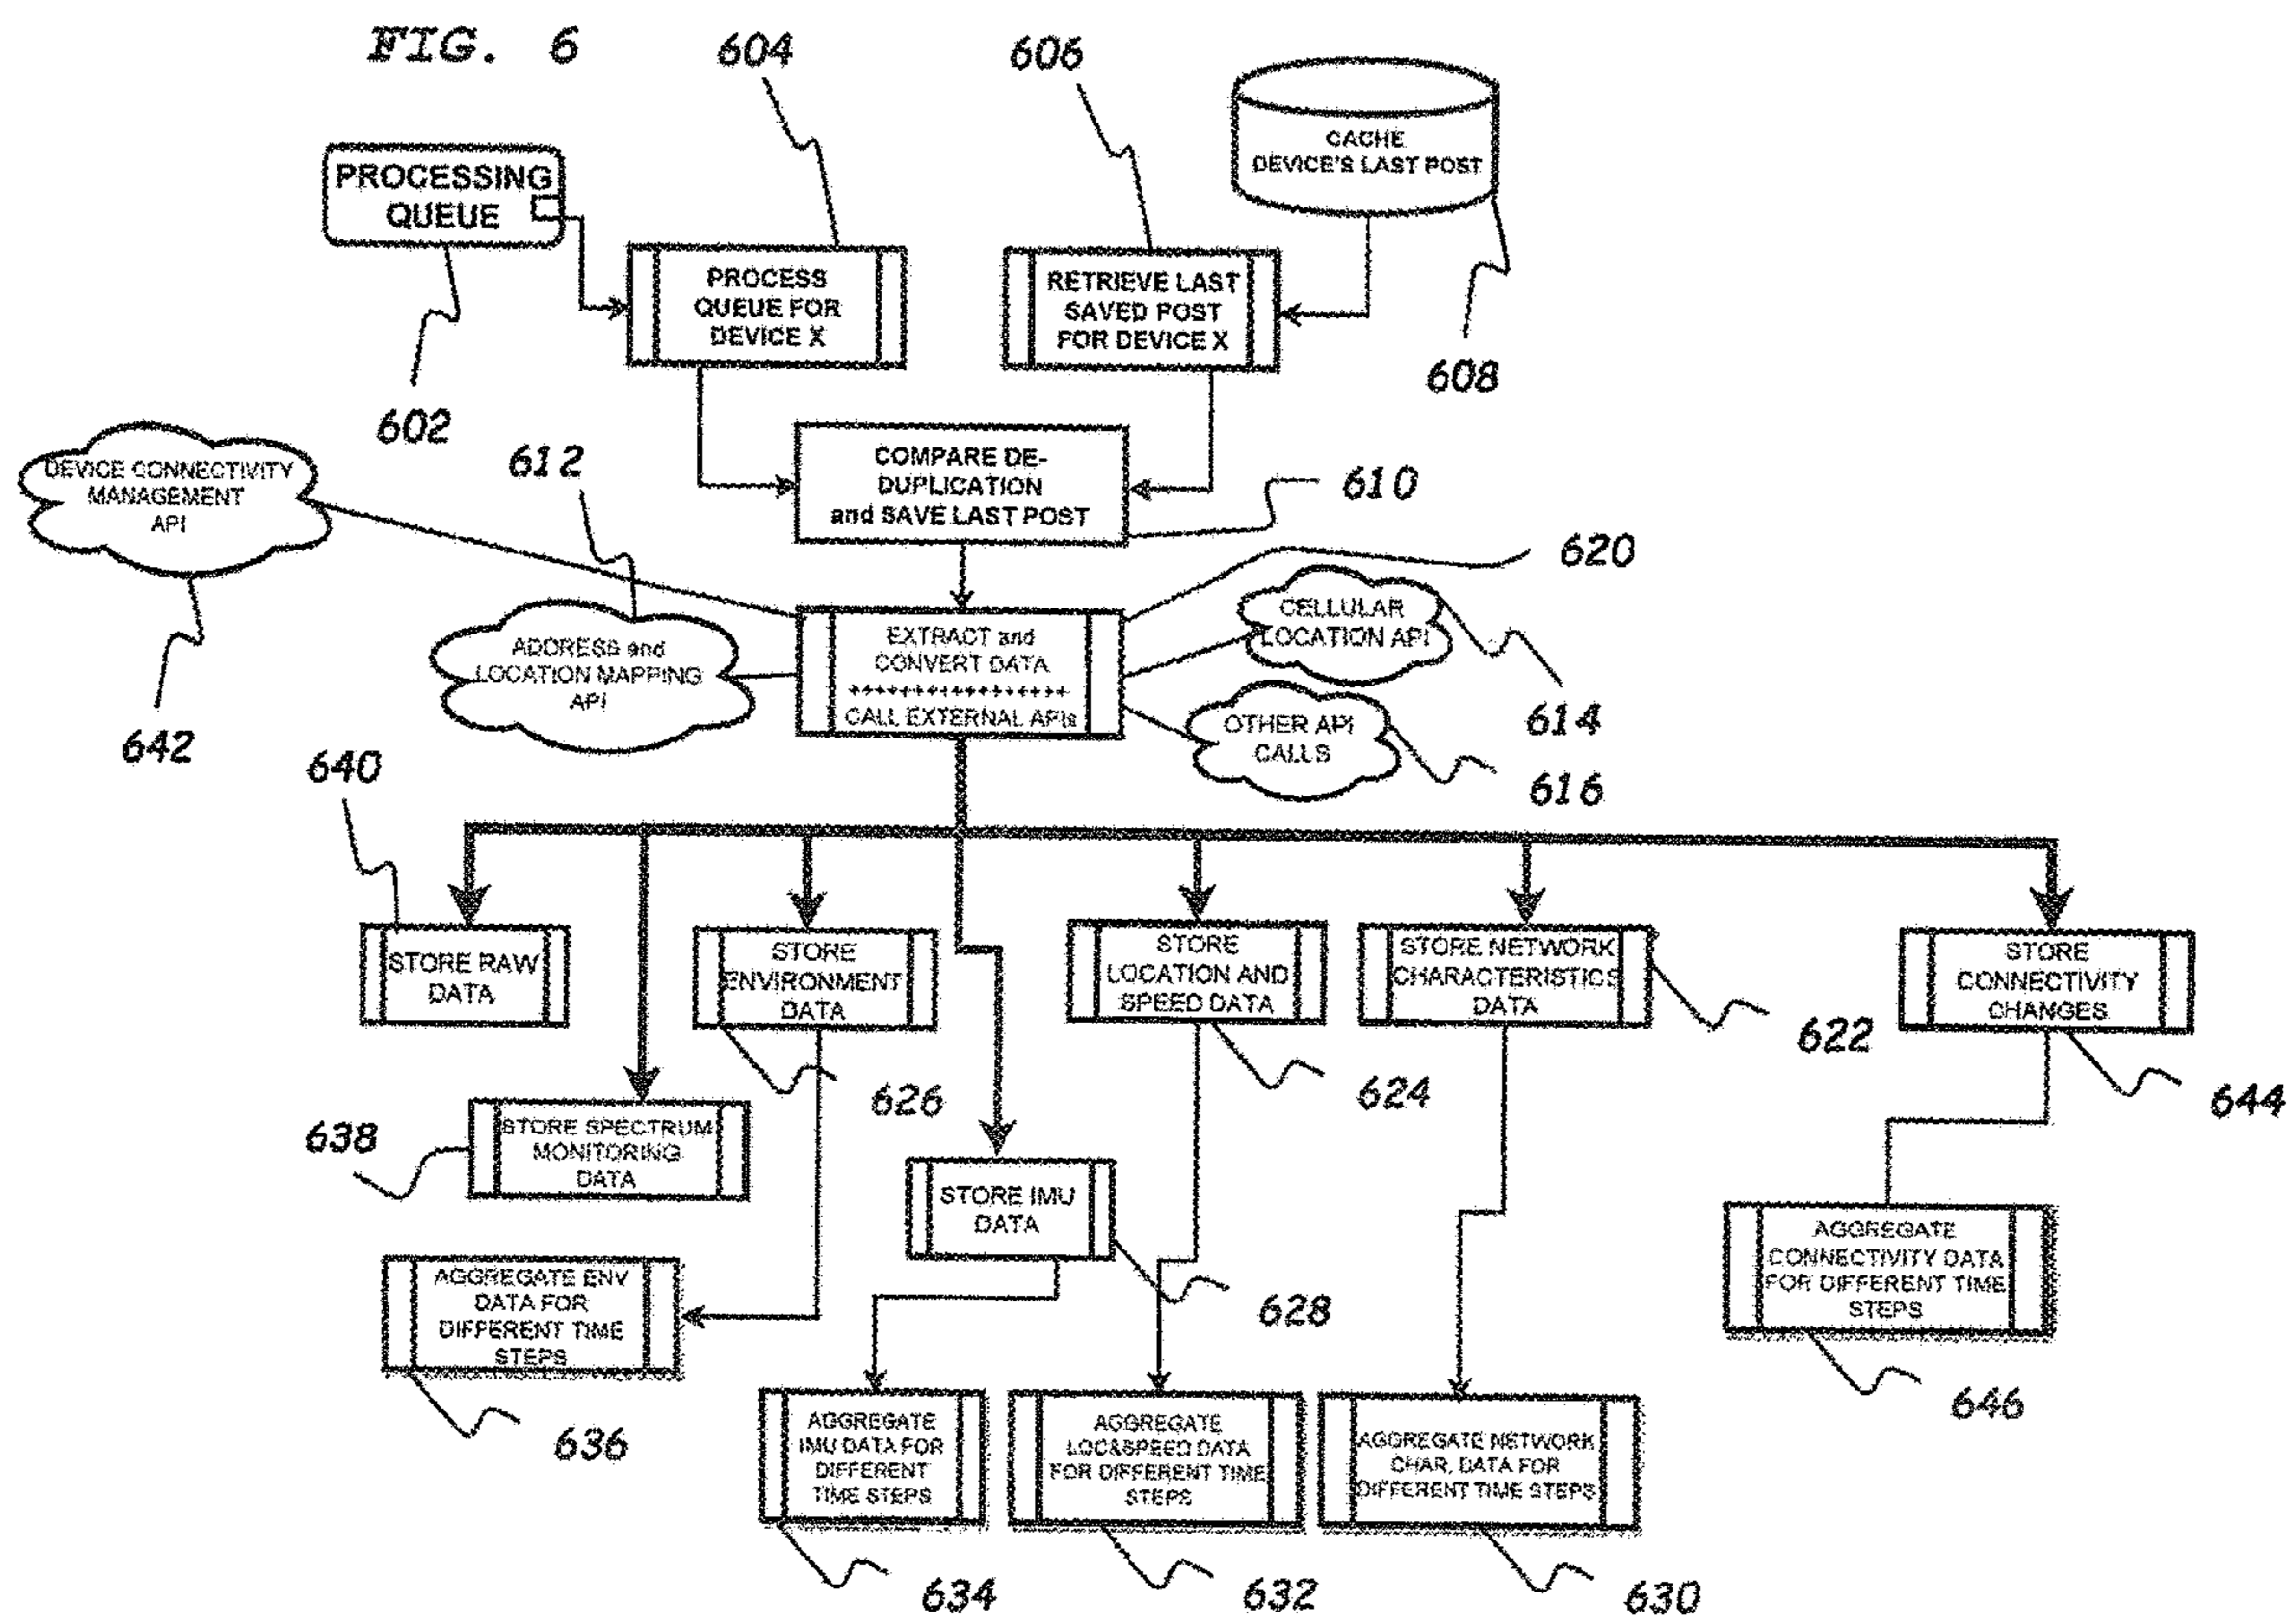 FIG. 6
604
606
CACHE
DEVICE'S LAST POST
PROCESSING
QUEUE
PROCESS
QUEUE FOR
DEVICE X
RETRIEVE LAST
SAVED POST
FOR DEVICE X
608
602
DEVICE CONNECTIVITY
MANAGEMENT
API
612
COMPARE DE-
DUPLICATION
and SAVE LAST POST
610
620
ADDRESS and
LOCATION MAPPING
API
EXTRACT and
CONVERT DATA
+++++++++++++++++
CALL EXTERNAL APIs
CELLULAR
LOCATION API
614
OTHER API
CALLS
616
642
640
STORE RAW
DATA
STORE
ENVIRONMENT
DATA
STORE
LOCATION AND
SPEED DATA
STORE NETWORK
CHARACTERISTICS
DATA
STORE
CONNECTIVITY
CHANGES
622
626
624
644
638
STORE SPECTRUM
MONITORING
DATA
STORE IMU
DATA
628
AGGREGATE ENV
DATA FOR
DIFFERENT TIME
STEPS
AGGREGATE
CONNECTIVITY DATA
FOR DIFFERENT TIME
STEPS
646
636
AGGREGATE
IMU DATA FOR
DIFFERENT
TIME STEPS
AGGREGATE
LOC&SPEED DATA
FOR DIFFERENT TIME
STEPS
AGGREGATE NETWORK
CHAR. DATA FOR
DIFFERENT TIME STEPS
634
632
630